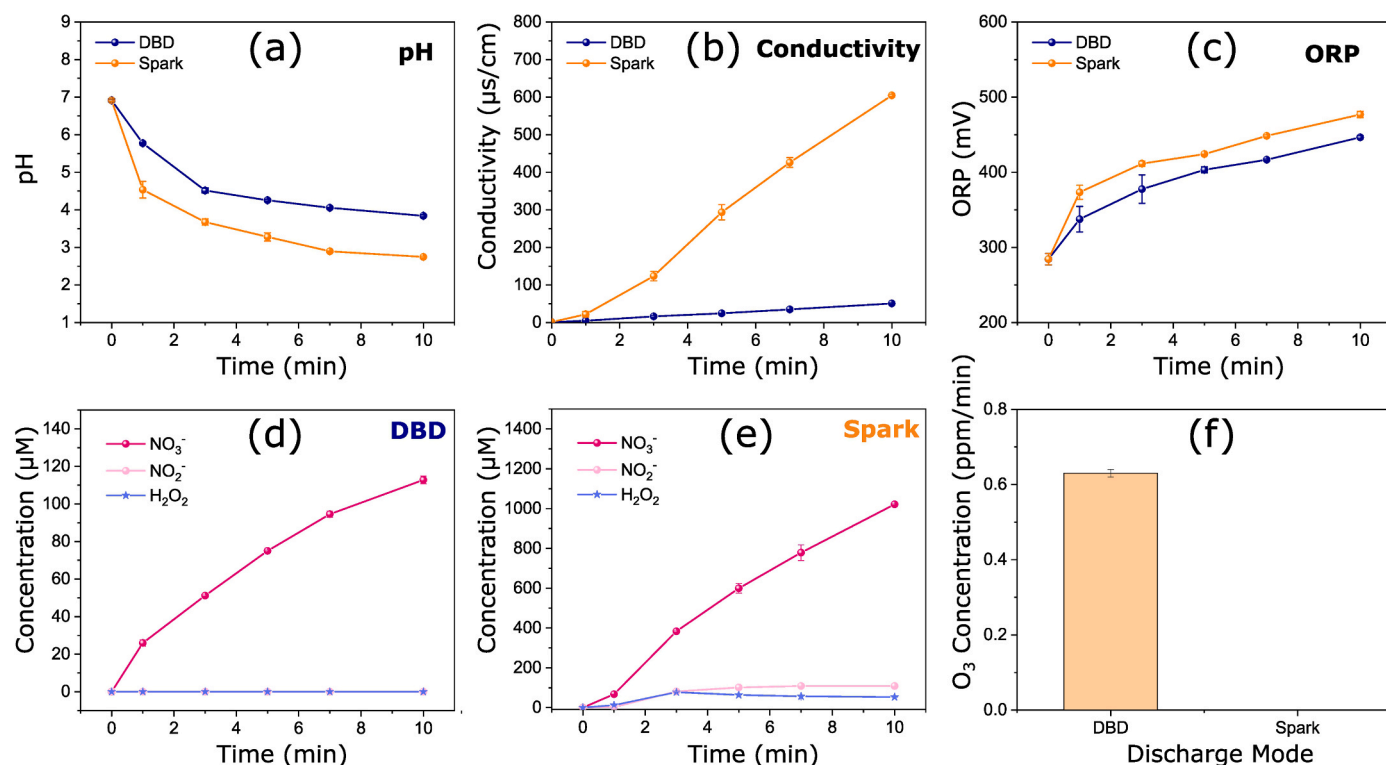 (a)
pH
DBD
Spark
9
8
7
6
5
4
3
2
1
pH
0 2 4 6 8 10
Time (min)
(b)
Conductivity
DBD
Spark
800
700
600
500
400
300
200
100
0
Conductivity (µs/cm)
0 2 4 6 8 10
Time (min)
(c)
ORP
DBD
Spark
600
500
400
300
200
ORP (mV)
0 2 4 6 8 10
Time (min)
(d)
DBD
NO₃⁻
NO₂⁻
H₂O₂
140
120
100
80
60
40
20
0
Concentration (µM)
0 2 4 6 8 10
Time (min)
(e)
Spark
NO₃⁻
NO₂⁻
H₂O₂
1400
1200
1000
800
600
400
200
0
Concentration (µM)
0 2 4 6 8 10
Time (min)
(f)
0.8
0.6
0.4
0.2
0.0
O₃ Concentration (ppm/min)
DBD Spark
Discharge Mode